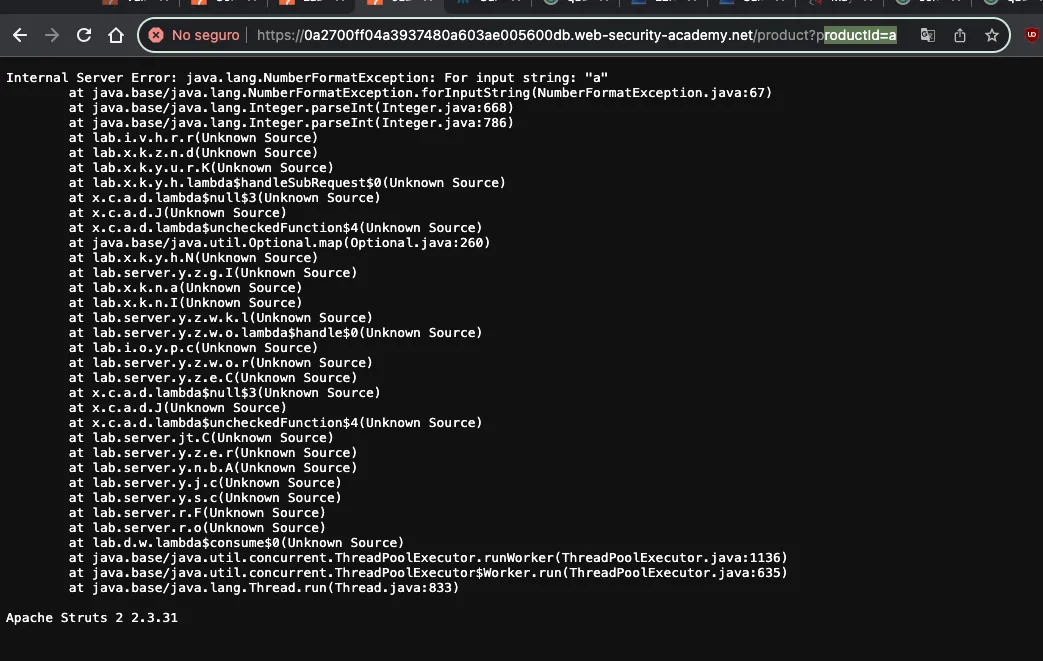 No seguro https://0a2700ff04a3937480a603ae005600db.web-security-academy.net/product?productId=a
Internal Server Error: java.lang.NumberFormatException: For input string: "a"
at java.base/java.lang.NumberFormatException.forInputString(NumberFormatException.java:67)
at java.base/java.lang.Integer.parseInt(Integer.java:668)
at java.base/java.lang.Integer.parseInt(Integer.java:786)
at lab.i.v.h.r.r(Unknown Source)
at lab.x.k.z.n.d(Unknown Source)
at lab.x.k.y.u.r.K(Unknown Source)
at lab.x.k.y.h.lambda$handleSubRequest$0(Unknown Source)
at x.c.a.d.lambda$null$3(Unknown Source)
at x.c.a.d.J(Unknown Source)
at x.c.a.d.lambda$uncheckedFunction$4(Unknown Source)
at java.base/java.util.Optional.map(Optional.java:260)
at lab.x.k.y.h.N(Unknown Source)
at lab.server.y.z.g.I(Unknown Source)
at lab.x.k.n.a(Unknown Source)
at lab.x.k.n.I(Unknown Source)
at lab.server.y.z.w.k.l(Unknown Source)
at lab.server.y.z.w.o.lambda$handle$0(Unknown Source)
at lab.i.o.y.p.c(Unknown Source)
at lab.server.y.z.w.o.r(Unknown Source)
at lab.server.y.z.e.C(Unknown Source)
at x.c.a.d.lambda$null$3(Unknown Source)
at x.c.a.d.J(Unknown Source)
at x.c.a.d.lambda$uncheckedFunction$4(Unknown Source)
at lab.server.jt.C(Unknown Source)
at lab.server.y.z.e.r(Unknown Source)
at lab.server.y.n.b.A(Unknown Source)
at lab.server.y.j.c(Unknown Source)
at lab.server.y.s.c(Unknown Source)
at lab.server.r.F(Unknown Source)
at lab.server.r.o(Unknown Source)
at lab.d.w.lambda$consume$0(Unknown Source)
at java.base/java.util.concurrent.ThreadPoolExecutor.runWorker(ThreadPoolExecutor.java:1136)
at java.base/java.util.concurrent.ThreadPoolExecutor$Worker.run(ThreadPoolExecutor.java:635)
at java.base/java.lang.Thread.run(Thread.java:833)
Apache Struts 2 2.3.31